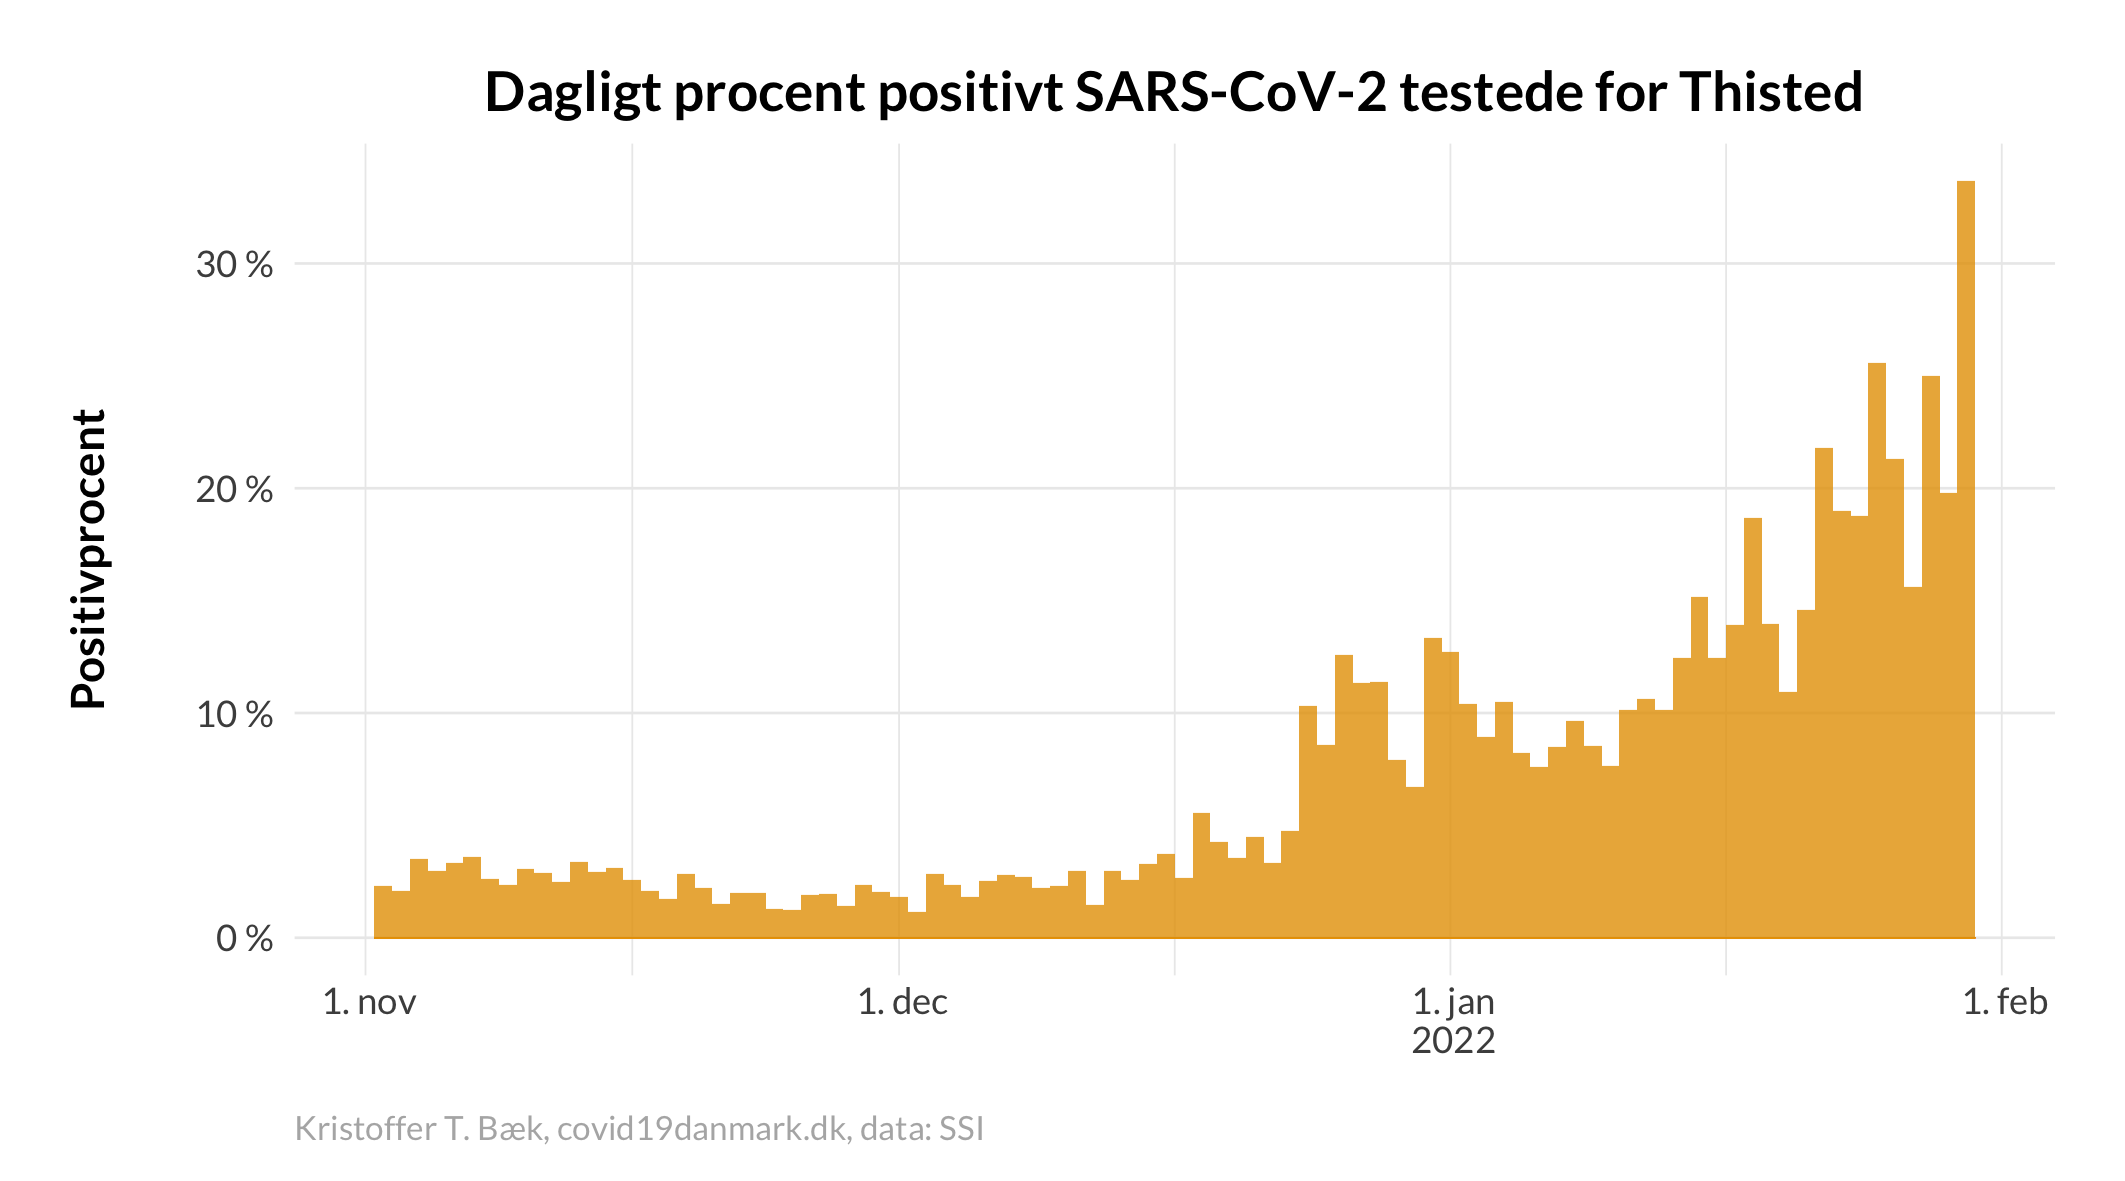 Dagligt procent positivt SARS-CoV-2 testede for Thisted
Positivprocent
30 %
20 %
10 %
0 %
1. nov
1. dec
1. jan
2022
1. feb
Kristoffer T. Bæk, covid19danmark.dk, data: SSI